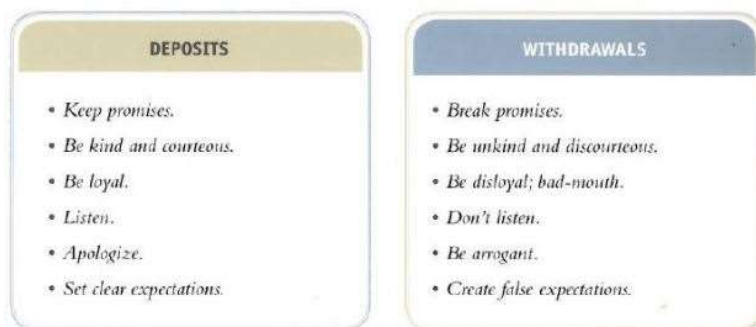 DEPOSITS
• Keep promises.
• Be kind and courteous.
• Be loyal.
• Listen.
• Apologize.
• Set clear expectations.
WITHDRAWALS
• Break promises.
• Be unkind and discourteous.
• Be disloyal; bad-mouth.
• Don't listen.
• Be arrogant.
• Create false expectations.